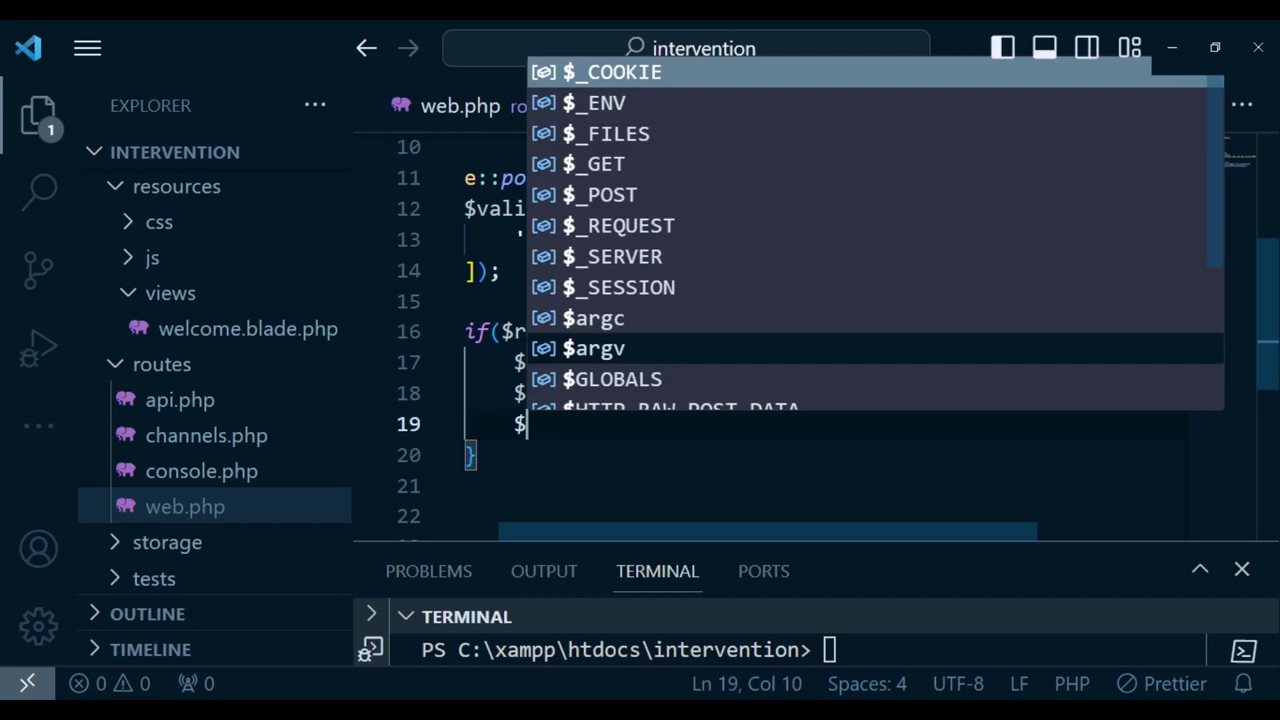 intervention
EXPLORER
1
INTERVENTION
resources
css
js
views
welcome.blade.php
routes
api.php
channels.php
console.php
web.php
storage
tests
OUTLINE
TIMELINE
web.php ro
10
11 e::po
12 $vali
13 '
14 ]);
15
16 if($r
17 $
18 $
19 $
20 }
21
22
$_COOKIE
$_ENV
$_FILES
$_GET
$_POST
$_REQUEST
$_SERVER
$_SESSION
$argc
$argv
$GLOBALS
$HTTP_RAW_POST_DATA
PROBLEMS OUTPUT TERMINAL PORTS
TERMINAL
PS C:\xampp\htdocs\intervention>
0 0 0 Ln 19, Col 10 Spaces: 4 UTF-8 LF PHP Prettier